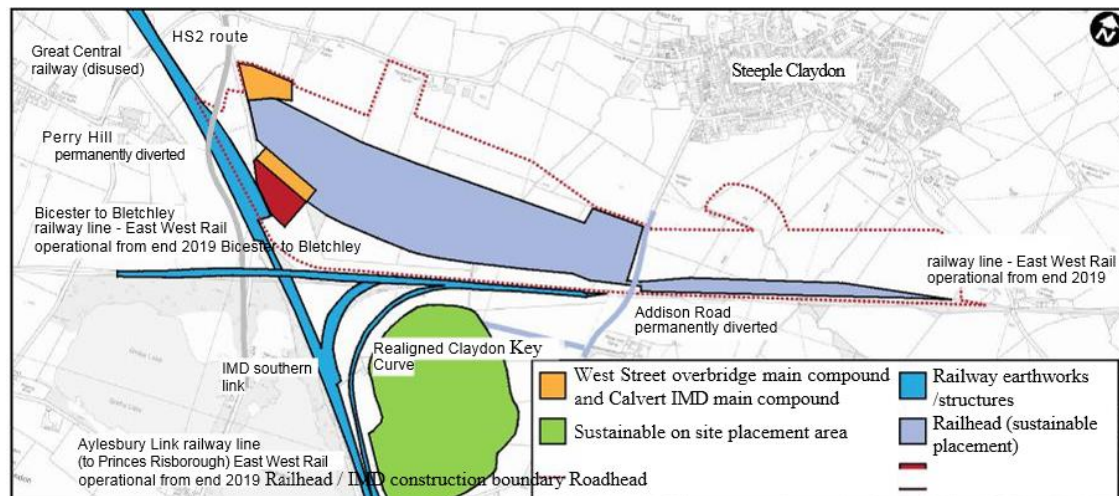 HS2 route
Great Central
railway (disused)
Steeple Claydon
N
Perry Hill
permanently diverted
Bicester to Bletchley
railway line - East West Rail
operational from end 2019 Bicester to Bletchley
railway line - East West Rail
operational from end 2019
Addison Road
permanently diverted
Realigned Claydon Key
Curve
IMD southern
link
West Street overbridge main compound
and Calvert IMD main compound
Railway earthworks
/structures
Sustainable on site placement area
Railhead (sustainable
placement)
Aylesbury Link railway line
(to Princes Risborough) East West Rail
operational from end 2019 Railhead / IMD construction boundary Roadhead